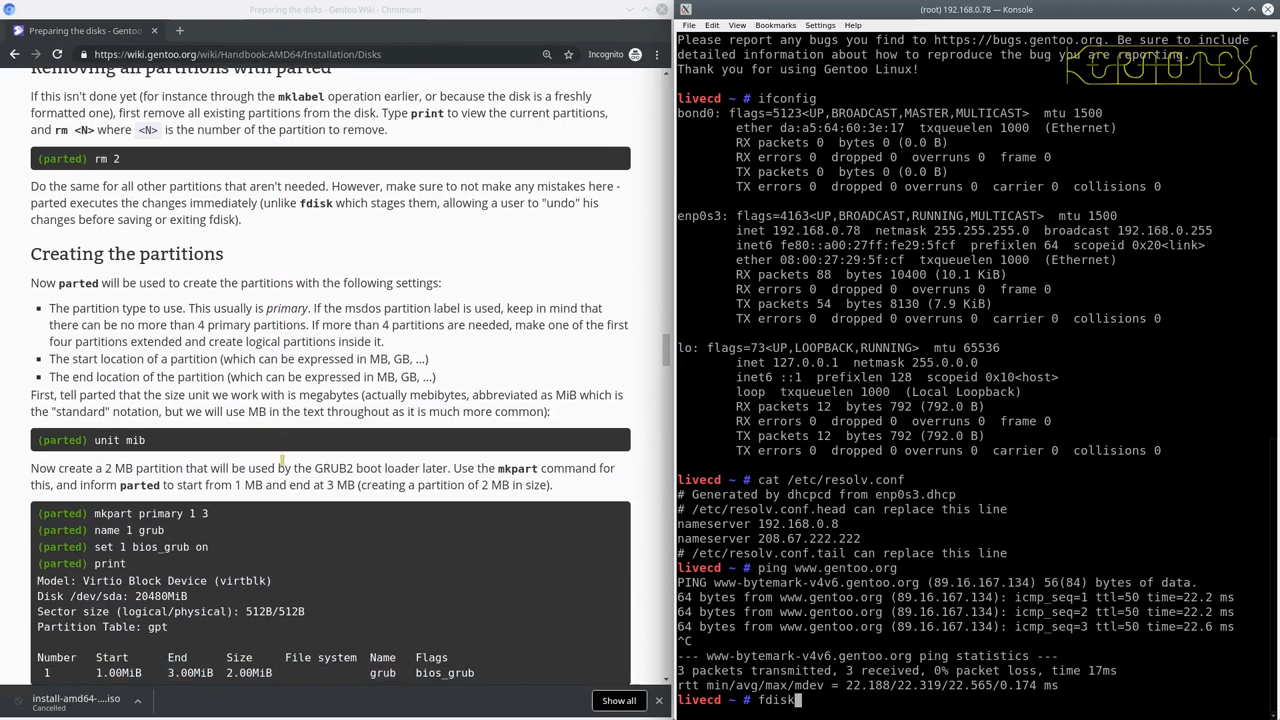 Preparing the disks- Gentoo Wiki - Chromium
Preparing the disks - Gentoo
https://wiki.gentoo.org/wiki/Handbook:AMD64/Installation/Disks
Incognito
Removing all partitions with parted
If this isn't done yet (for instance through the mklabel operation earlier, or because the disk is a freshly
formatted one), first remove all existing partitions from the disk. Type print to view the current partitions,
and rm <N> where <N> is the number of the partition to remove.
(parted) rm 2
Do the same for all other partitions that aren't needed. However, make sure to not make any mistakes here -
parted executes the changes immediately (unlike fdisk which stages them, allowing a user to "undo" his
changes before saving or exiting fdisk).
Creating the partitions
Now parted will be used to create the partitions with the following settings:
The partition type to use. This usually is primary. If the msdos partition label is used, keep in mind that
there can be no more than 4 primary partitions. If more than 4 partitions are needed, make one of the first
four partitions extended and create logical partitions inside it.
The start location of a partition (which can be expressed in MB, GB, ...)
The end location of the partition (which can be expressed in MB, GB, ...)
First, tell parted that the size unit we work with is megabytes (actually mebibytes, abbreviated as MiB which is
the "standard" notation, but we will use MB in the text throughout as it is much more common):
(parted) unit mib
Now create a 2 MB partition that will be used by the GRUB2 boot loader later. Use the mkpart command for
this, and inform parted to start from 1 MB and end at 3 MB (creating a partition of 2 MB in size).
(parted) mkpart primary 1 3
(parted) name 1 grub
(parted) set 1 bios_grub on
(parted) print
Model: Virtio Block Device (virtblk)
Disk /dev/sda: 20480MiB
Sector size (logical/physical): 512B/512B
Partition Table: gpt
Number Start End Size File system Name Flags
1 1.00MiB 3.00MiB 2.00MiB grub bios_grub
install-amd64-....iso
Cancelled
Show all
(root) 192.168.0.78 — Konsole
File Edit View Bookmarks Settings Help
Please report any bugs you find to https://bugs.gentoo.org. Be sure to include
detailed information about how to reproduce the bug you are reporting.
Thank you for using Gentoo Linux!
livecd ~ # ifconfig
bond0: flags=5123<UP,BROADCAST,MASTER,MULTICAST> mtu 1500
ether da:a5:64:60:3e:17 txqueuelen 1000 (Ethernet)
RX packets 0 bytes 0 (0.0 B)
RX errors 0 dropped 0 overruns 0 frame 0
TX packets 0 bytes 0 (0.0 B)
TX errors 0 dropped 0 overruns 0 carrier 0 collisions 0
enp0s3: flags=4163<UP,BROADCAST,RUNNING,MULTICAST> mtu 1500
inet 192.168.0.78 netmask 255.255.255.0 broadcast 192.168.0.255
inet6 fe80::a00:27ff:fe29:5fcf prefixlen 64 scopeid 0x20<link>
ether 08:00:27:29:5f:cf txqueuelen 1000 (Ethernet)
RX packets 88 bytes 10400 (10.1 KiB)
RX errors 0 dropped 0 overruns 0 frame 0
TX packets 54 bytes 8130 (7.9 KiB)
TX errors 0 dropped 0 overruns 0 carrier 0 collisions 0
lo: flags=73<UP,LOOPBACK,RUNNING> mtu 65536
inet 127.0.0.1 netmask 255.0.0.0
inet6 ::1 prefixlen 128 scopeid 0x10<host>
loop txqueuelen 1000 (Local Loopback)
RX packets 12 bytes 792 (792.0 B)
RX errors 0 dropped 0 overruns 0 frame 0
TX packets 12 bytes 792 (792.0 B)
TX errors 0 dropped 0 overruns 0 carrier 0 collisions 0
livecd ~ # cat /etc/resolv.conf
# Generated by dhcpcd from enp0s3.dhcp
# /etc/resolv.conf.head can replace this line
nameserver 192.168.0.8
nameserver 208.67.222.222
# /etc/resolv.conf.tail can replace this line
livecd ~ # ping www.gentoo.org
PING www-bytemark-v4v6.gentoo.org (89.16.167.134) 56(84) bytes of data.
64 bytes from www.gentoo.org (89.16.167.134): icmp_seq=1 ttl=50 time=22.2 ms
64 bytes from www.gentoo.org (89.16.167.134): icmp_seq=2 ttl=50 time=22.2 ms
64 bytes from www.gentoo.org (89.16.167.134): icmp_seq=3 ttl=50 time=22.6 ms
^C
--- www-bytemark-v4v6.gentoo.org ping statistics ---
3 packets transmitted, 3 received, 0% packet loss, time 17ms
rtt min/avg/max/mdev = 22.188/22.319/22.565/0.174 ms
livecd ~ # fdisk